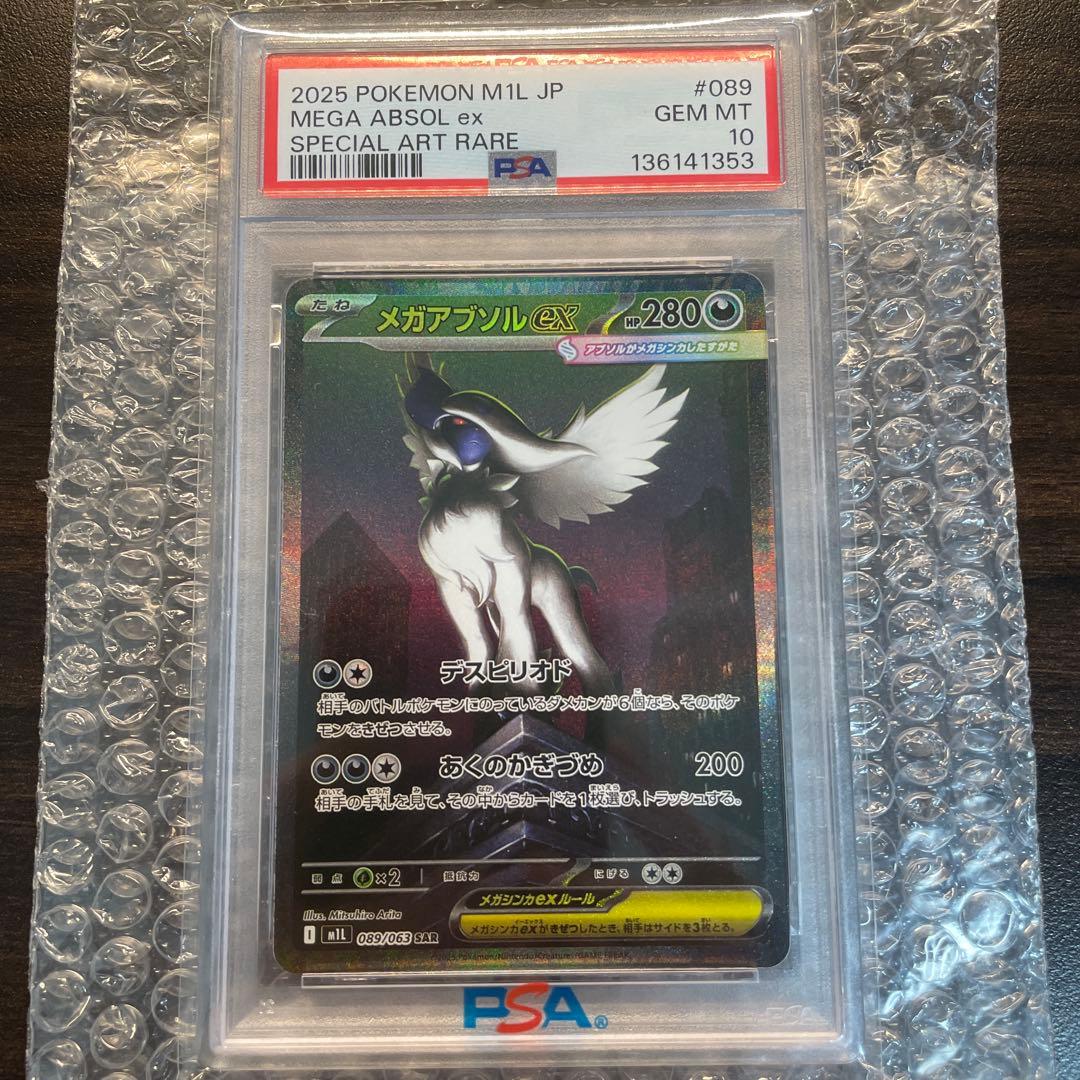 2025 POKEMON M1L JP #089
MEGA ABSOL ex GEM MT
SPECIAL ART RARE 10
PSA 136141353
たね メガアブソルex HP280
アブソルがメガシンカしたすがた
デスピリオド
相手のバトルポケモンにのっているダメカンが6個なら、そのポケ
モンをきぜつさせる。
あくのかぎづめ 200
相手の手札を見て、その中からカードを1枚選び、トラッシュする。
弱点 ×2 抵抗力 にげる
メガシンカexルール
メガシンカexがきぜつしたとき、相手はサイドを3枚とる。
Illus. Mitsuhiro Arita
I M1L 089/063 SAR
©2025 Pokémon/Nintendo/Creatures/GAME FREAK
PSA®